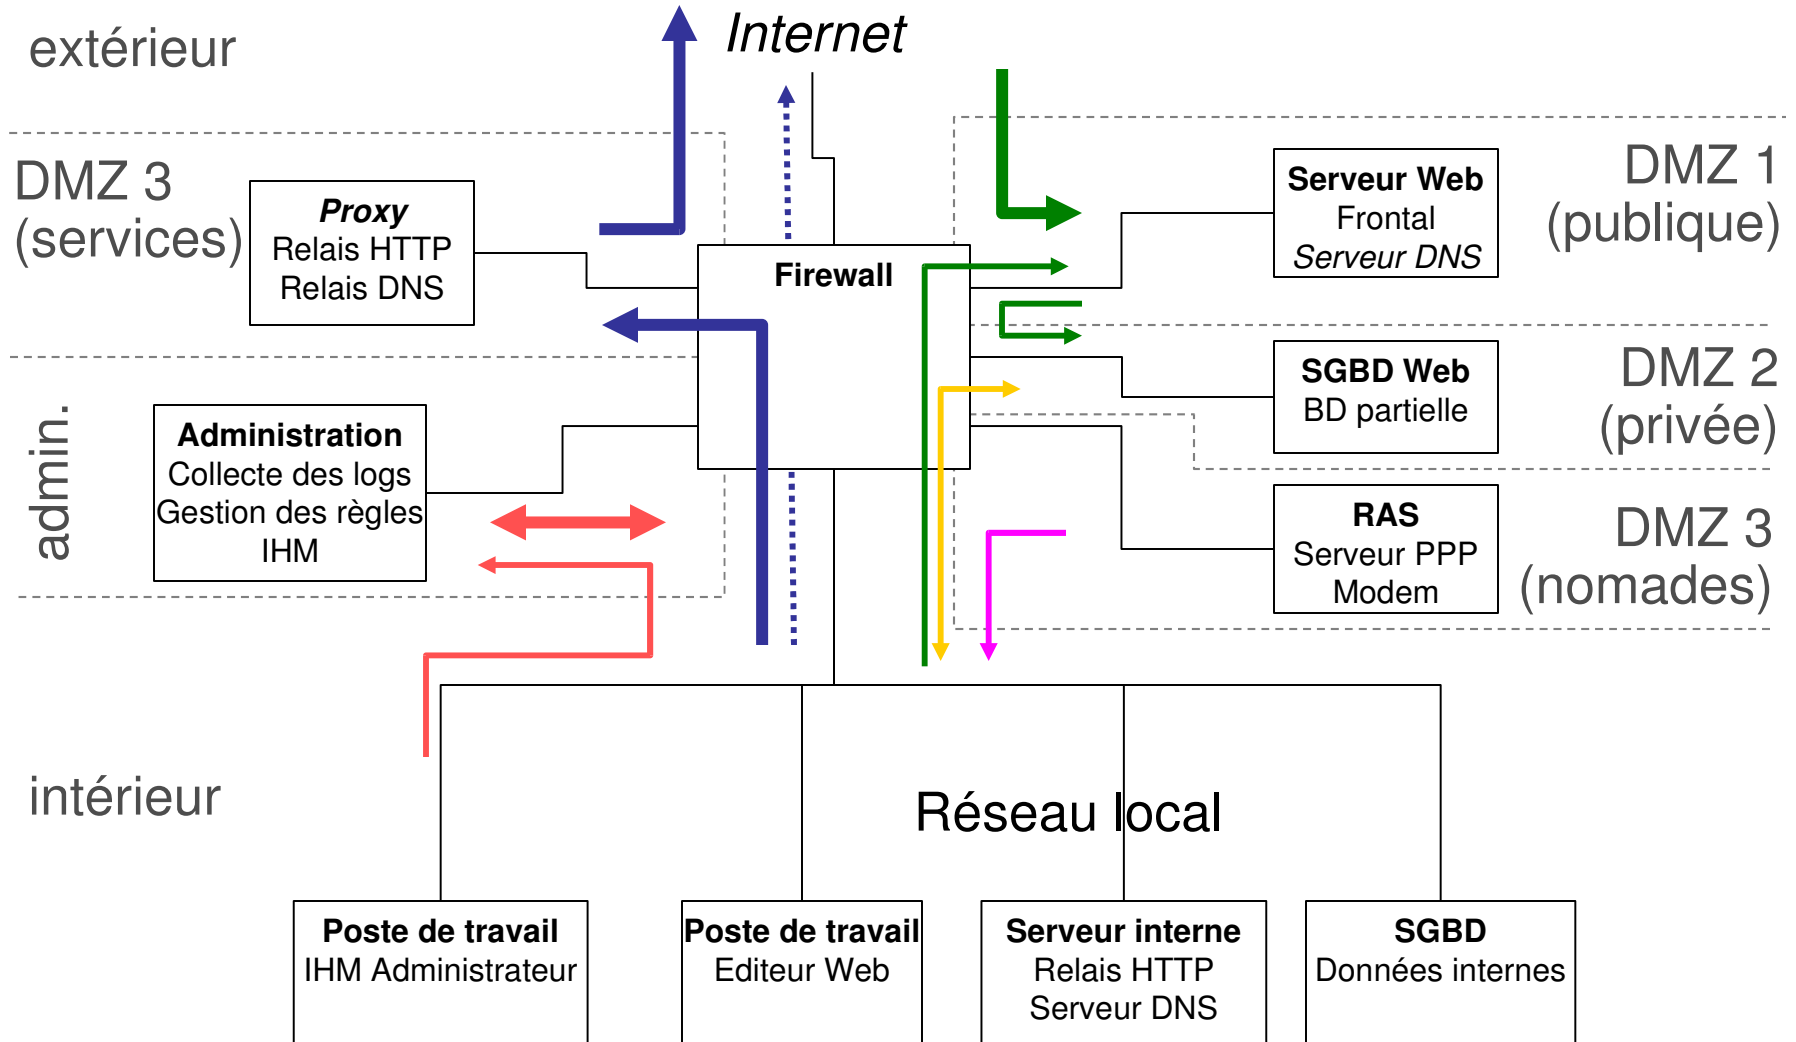 extérieur
Internet
DMZ 3
(services)
Proxy
Relais HTTP
Relais DNS
Firewall
Serveur Web
Frontal
Serveur DNS
DMZ 1
(publique)
SGBD Web
BD partielle
DMZ 2
(privée)
admin.
Administration
Collecte des logs
Gestion des règles
IHM
RAS
Serveur PPP
Modem
DMZ 3
(nomades)
intérieur
Réseau local
Poste de travail
IHM Administrateur
Poste de travail
Editeur Web
Serveur interne
Relais HTTP
Serveur DNS
SGBD
Données internes